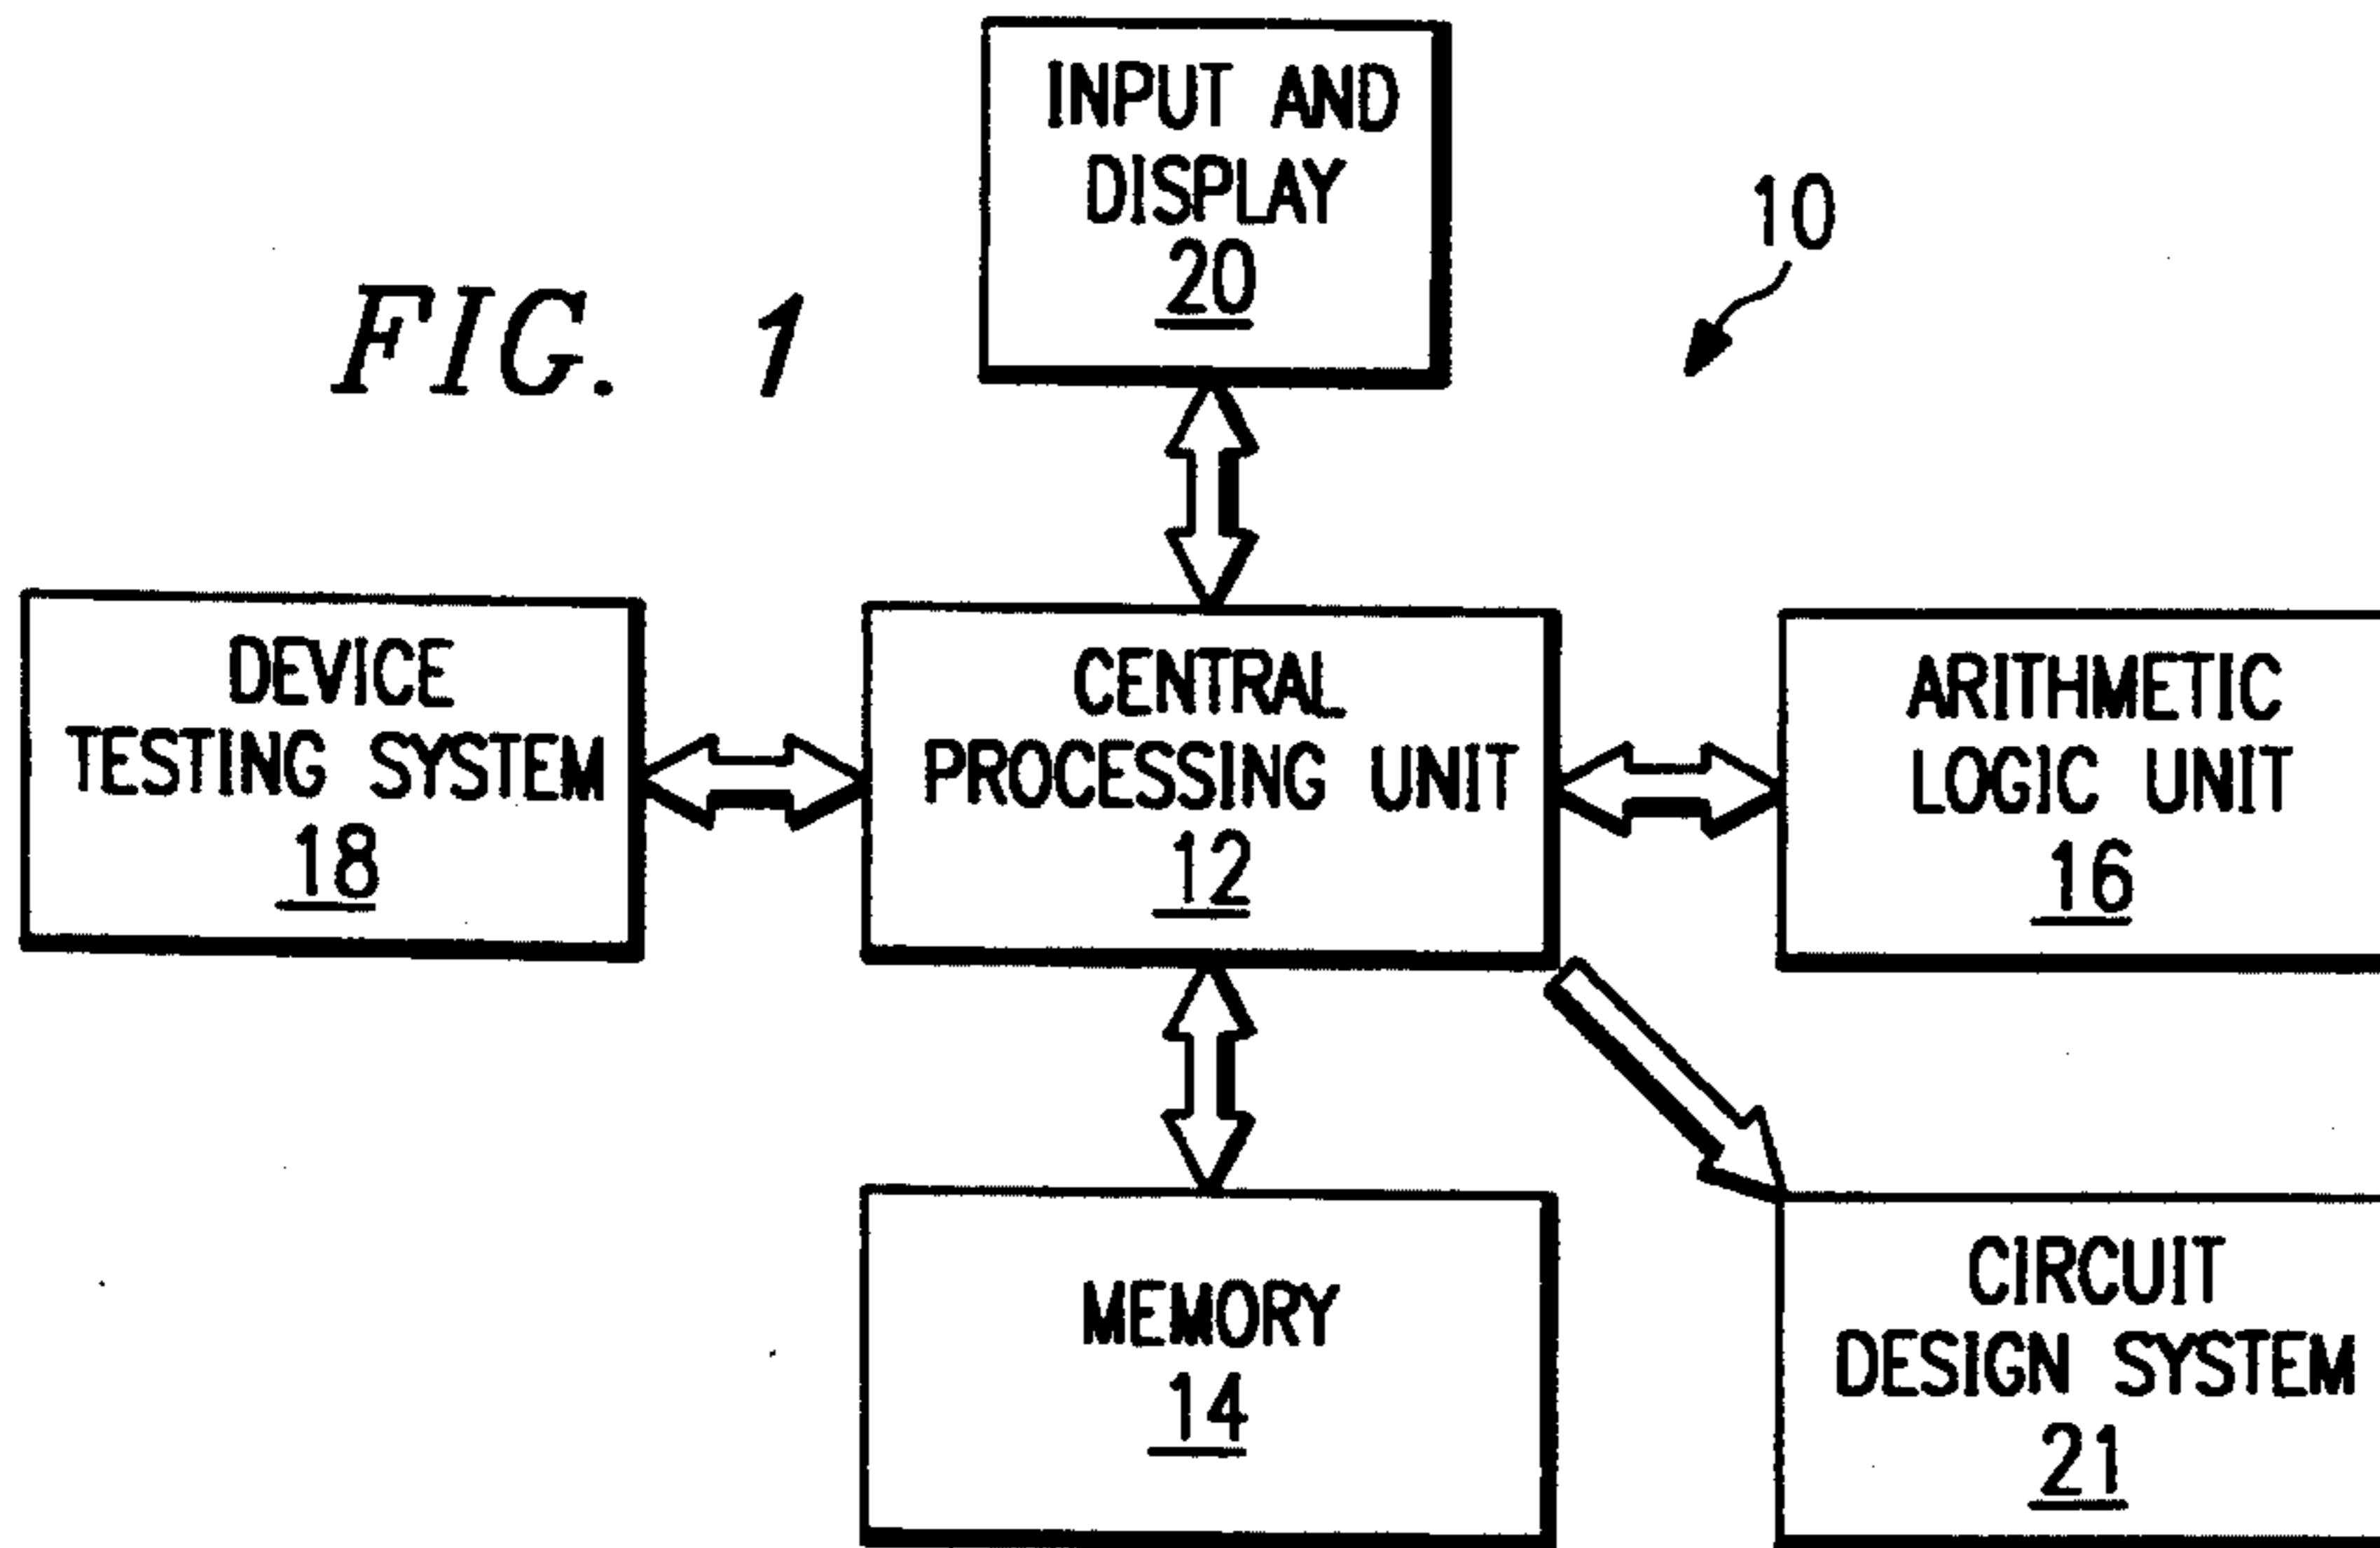 INPUT AND
DISPLAY
20
10
FIG. 1
DEVICE
TESTING SYSTEM
18
CENTRAL
PROCESSING UNIT
12
ARITHMETIC
LOGIC UNIT
16
MEMORY
14
CIRCUIT
DESIGN SYSTEM
21